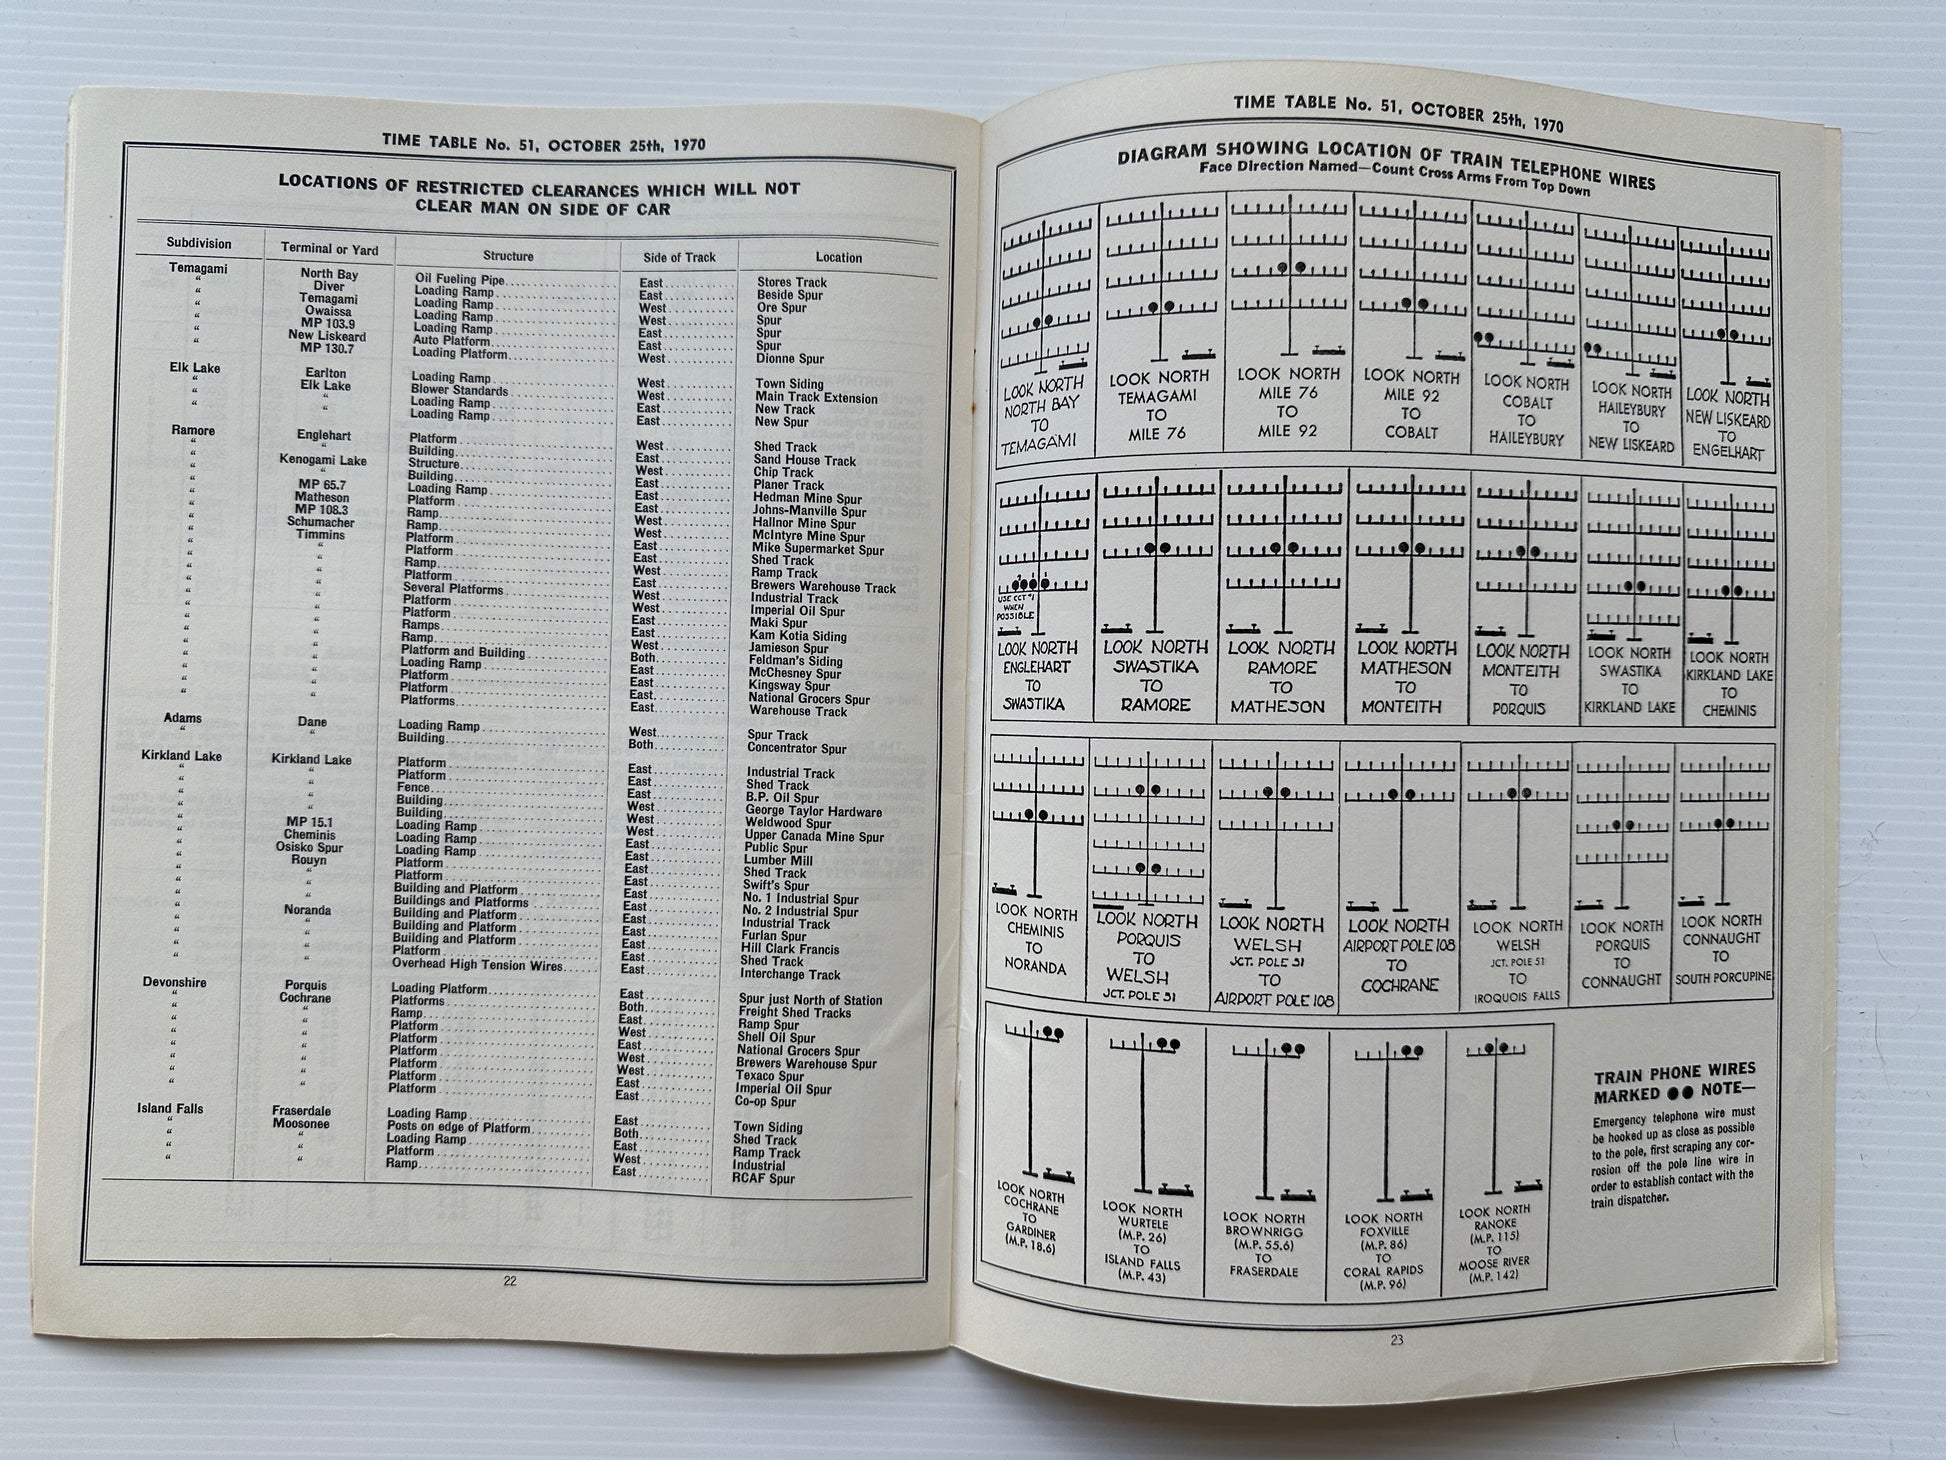 TIME TABLE No. 51, OCTOBER 25th, 1970
LOCATIONS OF RESTRICTED CLEARANCES WHICH WILL NOT
CLEAR MAN ON SIDE OF CAR
Subdivision Terminal or Yard Structure Side of Track Location
Temagami North Bay Oil Fueling Pipe East Stores Track
" Diver Loading Ramp East Beside Spur
" Temagami Loading Ramp West Ore Spur
" Owaissa Loading Ramp West Spur
" MP 103.9 Loading Ramp East Spur
" New Liskeard Auto Platform East Spur
" MP 130.7 Loading Platform West Dionne Spur
Elk Lake Earlton Loading Ramp West Town Siding
" Elk Lake Blower Standards West Main Track Extension
" " Loading Ramp East New Track
" " Loading Ramp East New Spur
Ramore Englehart Platform West Shed Track
" " Building East Sand House Track
" Kenogami Lake Structure West Chip Track
" " Building East Planer Track
" MP 65.7 Loading Ramp East Hedman Mine Spur
" Matheson Platform East Johns-Manville Spur
" MP 108.3 Ramp West Hallnor Mine Spur
" Schumacher Ramp West McIntyre Mine Spur
" Timmins Platform East Mike Supermarket Spur
" " Platform East Shed Track
" " Ramp West Ramp Track
" " Platform East Brewers Warehouse Track
" " Several Platforms West Industrial Track
" " Platform West Imperial Oil Spur
" " Platform East Maki Spur
" " Ramps East Kam Kotia Siding
" " Ramp West Jamieson Spur
" " Platform and Building Both Feldman's Siding
" " Loading Ramp East McChesney Spur
" " Platform East Kingsway Spur
" " Platform East National Grocers Spur
" " Platforms East Warehouse Track
Adams Dane Loading Ramp West Spur Track
" " Building Both Concentrator Spur
Kirkland Lake Kirkland Lake Platform East Industrial Track
" " Platform East Shed Track
" " Fence East B.P. Oil Spur
" " Building West George Taylor Hardware
" " Building West Weldwood Spur
" MP 15.1 Loading Ramp East Upper Canada Mine Spur
" Cheminis Loading Ramp East Public Spur
" Osisko Spur Loading Ramp East Lumber Mill
" Rouyn Platform East Shed Track
" " Platform East Swift's Spur
" " Building and Platform East No. 1 Industrial Spur
" " Buildings and Platforms East No. 2 Industrial Spur
" Noranda Building and Platform East Industrial Track
" " Building and Platform East Furlan Spur
" " Building and Platform East Hill Clark Francis
" " Platform East Shed Track
" " Overhead High Tension Wires East Interchange Track
Devonshire Porquis Loading Platform East Spur just North of Station
" Cochrane Platforms Both Freight Shed Tracks
" " Ramp East Ramp Spur
" " Platform West Shell Oil Spur
" " Platform East National Grocers Spur
" " Platform West Brewers Warehouse Spur
" " Platform West Texaco Spur
" " Platform East Imperial Oil Spur
" " Platform East Co-op Spur
Island Falls Fraserdale Loading Ramp East Town Siding
" Moosonee Posts on edge of Platform Both Shed Track
" " Loading Ramp East Ramp Track
" " Platform West Industrial
" " Ramp East RCAF Spur
22
TIME TABLE No. 51, OCTOBER 25th, 1970
DIAGRAM SHOWING LOCATION OF TRAIN TELEPHONE WIRES
Face Direction Named—Count Cross Arms From Top Down
LOOK NORTH
NORTH BAY
TO
TEMAGAMI
LOOK NORTH
TEMAGAMI
TO
MILE 76
LOOK NORTH
MILE 76
TO
MILE 92
LOOK NORTH
MILE 92
TO
COBALT
LOOK NORTH
COBALT
TO
HAILEYBURY
LOOK NORTH
HAILEYBURY
TO
NEW LISKEARD
LOOK NORTH
NEW LISKEARD
TO
ENGELHART
USE CCT #1
WHEN
POSSIBLE
LOOK NORTH
ENGLEHART
TO
SWASTIKA
LOOK NORTH
SWASTIKA
TO
RAMORE
LOOK NORTH
RAMORE
TO
MATHESON
LOOK NORTH
MATHESON
TO
MONTEITH
LOOK NORTH
MONTEITH
TO
PORQUIS
LOOK NORTH
SWASTIKA
TO
KIRKLAND LAKE
LOOK NORTH
KIRKLAND LAKE
TO
CHEMINIS
LOOK NORTH
CHEMINIS
TO
NORANDA
LOOK NORTH
PORQUIS
TO
WELSH
JCT. POLE 51
LOOK NORTH
WELSH
JCT. POLE 51
TO
AIRPORT POLE 108
LOOK NORTH
AIRPORT POLE 108
TO
COCHRANE
LOOK NORTH
WELSH
JCT. POLE 51
TO
IROQUOIS FALLS
LOOK NORTH
PORQUIS
TO
CONNAUGHT
LOOK NORTH
CONNAUGHT
TO
SOUTH PORCUPINE
LOOK NORTH
COCHRANE
TO
GARDINER
(M.P. 18.6)
LOOK NORTH
WURTELE
(M.P. 26)
TO
ISLAND FALLS
(M.P. 43)
LOOK NORTH
BROWNRIGG
(M.P. 55.6)
TO
FRASERDALE
LOOK NORTH
FOXVILLE
(M.P. 86)
TO
CORAL RAPIDS
(M.P. 96)
LOOK NORTH
RANOKE
(M.P. 115)
TO
MOOSE RIVER
(M.P. 142)
TRAIN PHONE WIRES
MARKED ●● NOTE—
Emergency telephone wire must
be hooked up as close as possible
to the pole, first scraping any cor-
rosion off the pole line wire in
order to establish contact with the
train dispatcher.
23